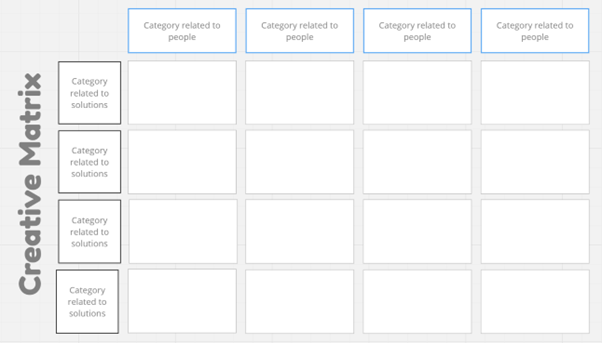 Creative Matrix
Category related to
people
Category related to
people
Category related to
people
Category related to
people
Category
related to
solutions
Category
related to
solutions
Category
related to
solutions
Category
related to
solutions